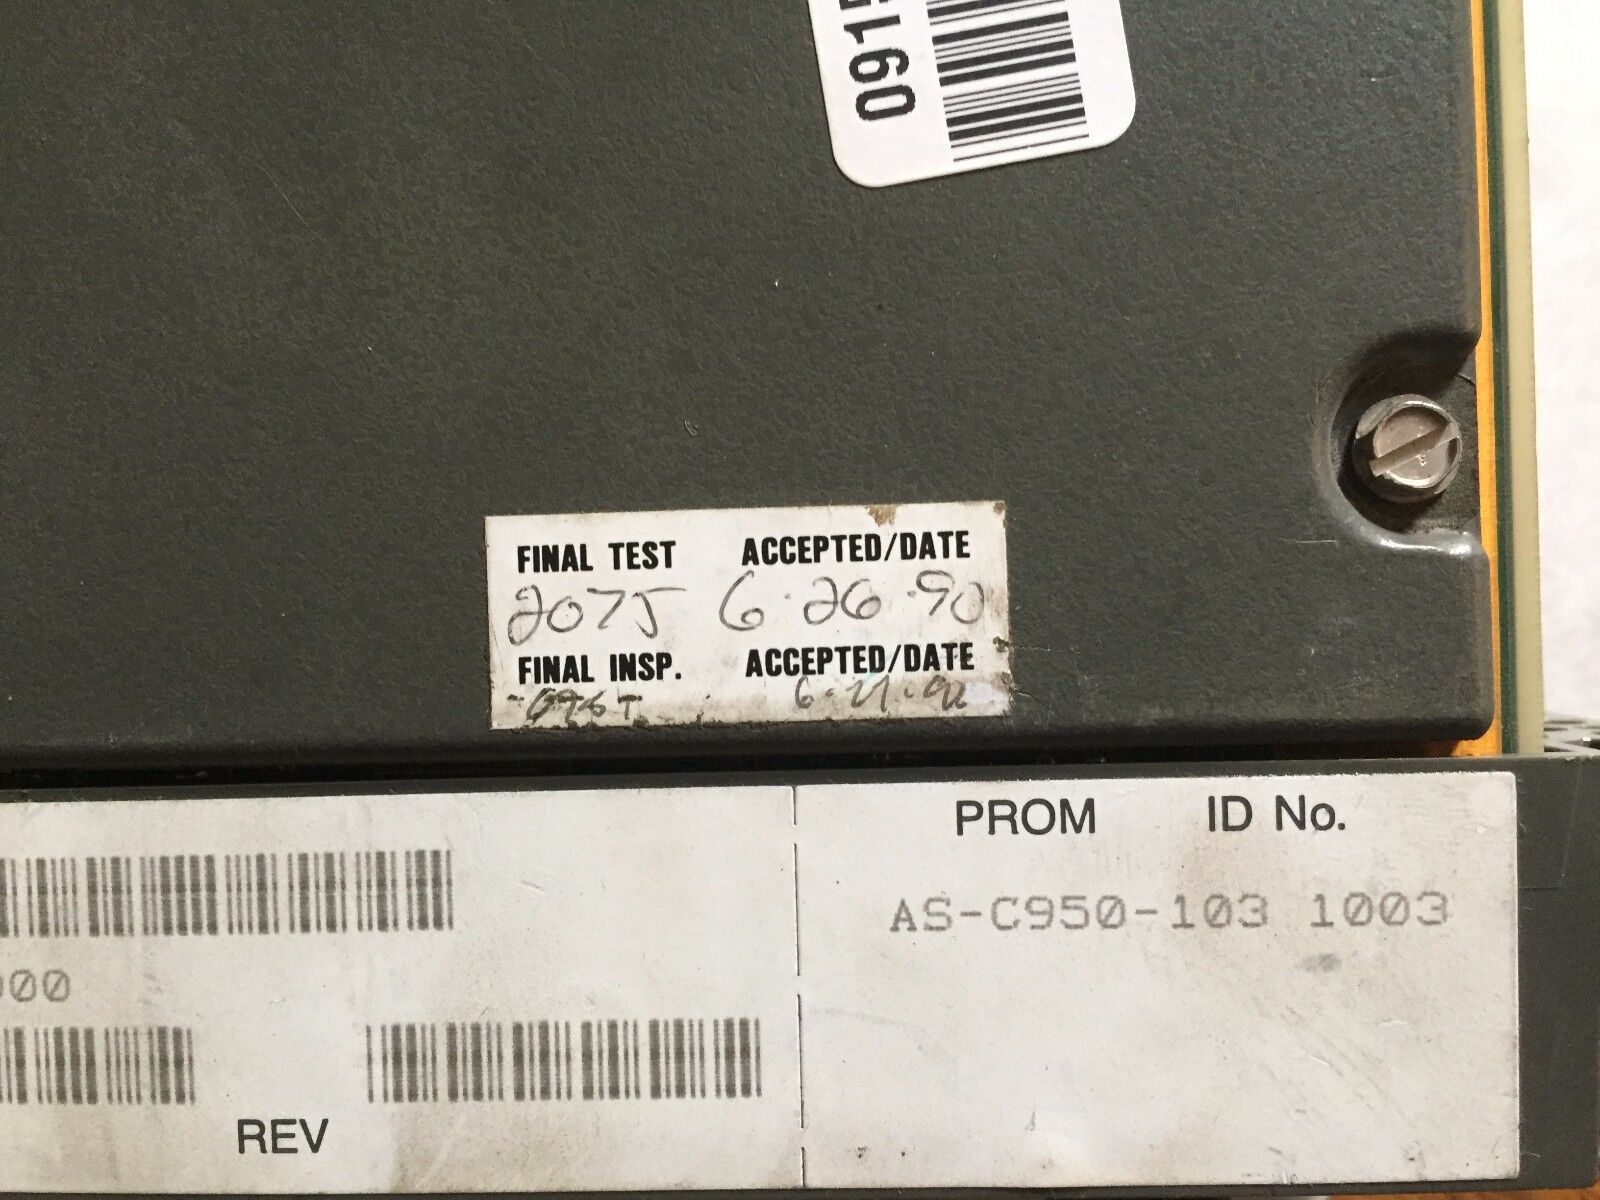 0915
FINAL TEST ACCEPTED/DATE
2075 6·26·90
FINAL INSP. ACCEPTED/DATE
PROM ID No.
AS-C950-103 1003
00
REV